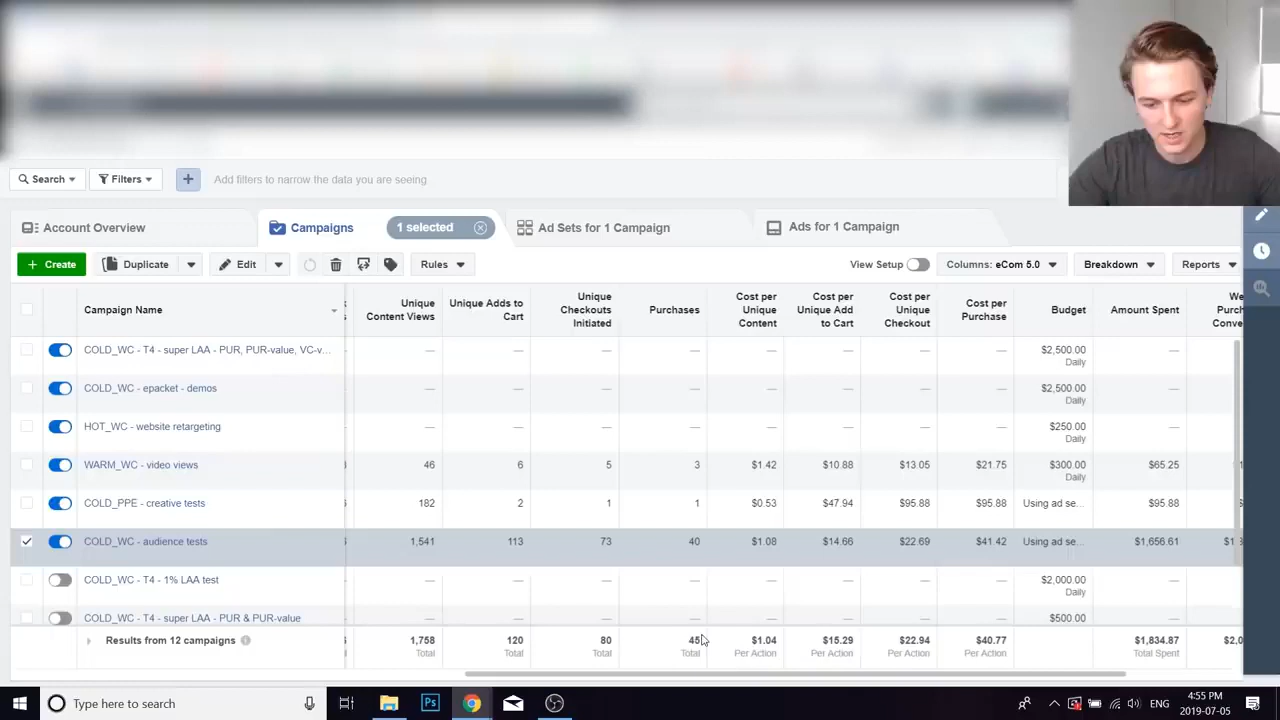 Search Filters + Add filters to narrow the data you are seeing
Account Overview Campaigns 1 selected Ad Sets for 1 Campaign Ads for 1 Campaign
+ Create Duplicate Edit Rules View Setup Columns: eCom 5.0 Breakdown Reports
Campaign Name Unique Content Views Unique Adds to Cart Unique Checkouts Initiated Purchases Cost per Unique Content Cost per Unique Add to Cart Cost per Unique Checkout Cost per Purchase Budget Amount Spent
COLD_WC - T4 - super LAA - PUR, PUR-value, VC-v... — — — — — — — — $2,500.00 —
Daily
COLD_WC - epacket - demos — — — — — — — — $2,500.00 —
Daily
HOT_WC - website retargeting — — — — — — — — $250.00 —
Daily
WARM_WC - video views 46 6 5 3 $1.42 $10.88 $13.05 $21.75 $300.00 $65.25
Daily
COLD_PPE - creative tests 182 2 1 1 $0.53 $47.94 $95.88 $95.88 Using ad se... $95.88
COLD_WC - audience tests 1,541 113 73 40 $1.08 $14.66 $22.69 $41.42 Using ad se... $1,656.61
COLD_WC - T4 - 1% LAA test — — — — — — — — $2,000.00 —
Daily
COLD_WC - T4 - super LAA - PUR & PUR-value $500.00
Results from 12 campaigns 1,758 120 80 45 $1.04 $15.29 $22.94 $40.77 $1,834.87
Total Total Total Total Per Action Per Action Per Action Per Action Total Spent
Type here to search Ps ENG 4:55 PM
2019-07-05